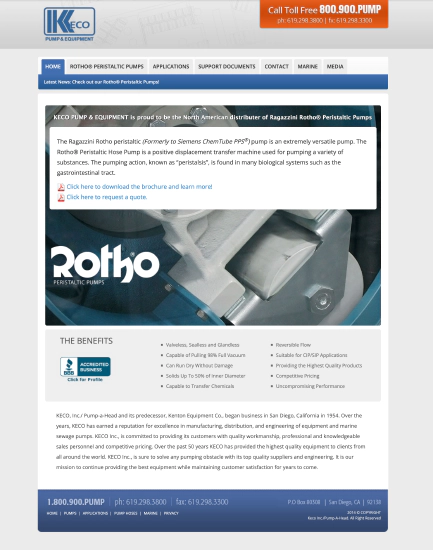 KECO
PUMP & EQUIPMENT
Call Toll Free 800.900.PUMP
ph: 619.298.3800 | fx: 619.298.3300
HOME ROTHO® PERISTALTIC PUMPS APPLICATIONS SUPPORT DOCUMENTS CONTACT MARINE MEDIA
Latest News: Check out our Rotho® Peristaltic Pumps!
KECO PUMP & EQUIPMENT is proud to be the North American distributer of Ragazzini Rotho® Peristaltic Pumps
The Ragazzini Rotho peristaltic (Formerly to Siemens ChemTube PPS®) pump is an extremely versatile pump. The
Rotho® Peristaltic Hose Pump is a positive displacement transfer machine used for pumping a variety of
substances. The pumping action, known as "peristalsis", is found in many biological systems such as the
gastrointestinal tract.
Click here to download the brochure and learn more!
Click here to request a quote.
Rotho
PERISTALTIC PUMPS
THE BENEFITS
BBB ACCREDITED BUSINESS
Click for Profile
Valveless, Sealless and Glandless
Capable of Pulling 98% Full Vacuum
Can Run Dry Without Damage
Solids Up To 50% of Inner Diameter
Capable to Transfer Chemicals
Reversible Flow
Suitable for CIP/SIP Applications
Providing the Highest Quality Products
Competitive Pricing
Uncompromising Performance
KECO, Inc./ Pump-a-Head and its predecessor, Kenton Equipment Co., began business in San Diego, California in 1954. Over the
years, KECO has earned a reputation for excellence in manufacturing, distribution, and engineering of equipment and marine
sewage pumps. KECO Inc., is committed to providing its customers with quality workmanship, professional and knowledgeable
sales personnel and competitive pricing. Over the past 50 years KECO has provided the highest quality equipment to clients from
all around the world. KECO Inc., is sure to solve any pumping obstacle with its top quality suppliers and engineering. It is our
mission to continue providing the best equipment while maintaining customer satisfaction for years to come.
1.800.900.PUMP | ph: 619.298.3800 | fax: 619.298.3300
P.O Box 80308 | San Diego, CA | 92138
HOME | PUMPS | APPLICATIONS | PUMP HOSES | MARINE | PRIVACY
2014 © COPYRIGHT
Keco Inc/Pump-A-Head. All Right Reserved